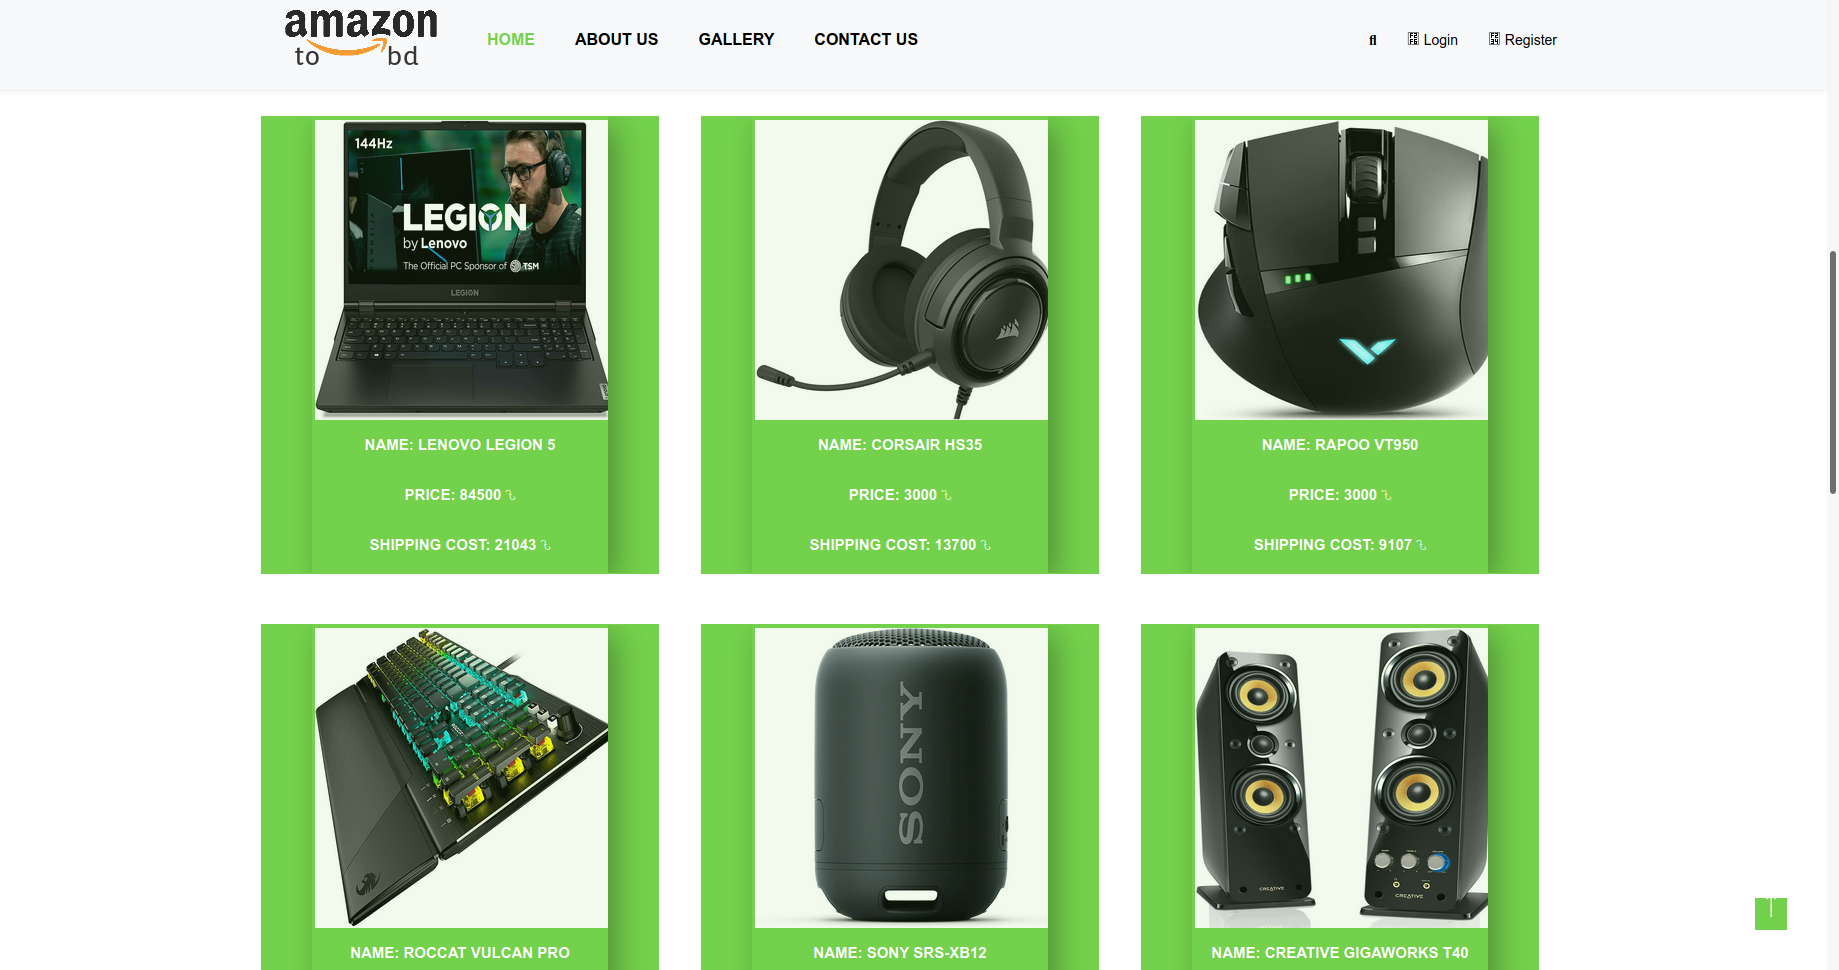 amazon
to bd
HOME ABOUT US GALLERY CONTACT US
Login Register
144Hz
LEGION
by Lenovo
The Official PC Sponsor of TSM
LEGION
NAME: LENOVO LEGION 5
PRICE: 84500
SHIPPING COST: 21043
NAME: CORSAIR HS35
PRICE: 3000
SHIPPING COST: 13700
NAME: RAPOO VT950
PRICE: 3000
SHIPPING COST: 9107
NAME: ROCCAT VULCAN PRO
SONY
NAME: SONY SRS-XB12
CREATIVE
CREATIVE
NAME: CREATIVE GIGAWORKS T40